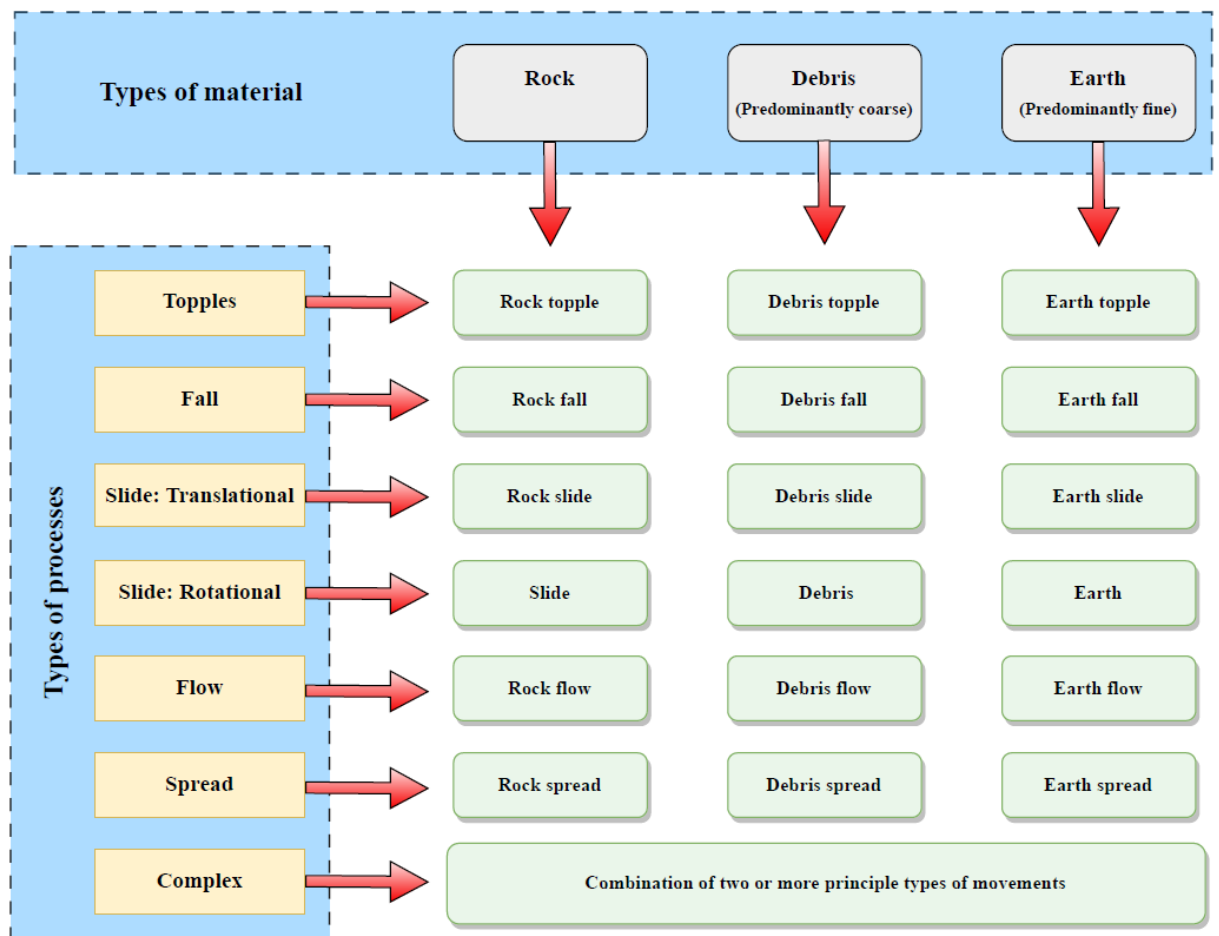 Types of material
Rock
Debris
(Predominantly coarse)
Earth
(Predominantly fine)
Types of processes
Topples
Rock topple
Debris topple
Earth topple
Fall
Rock fall
Debris fall
Earth fall
Slide: Translational
Rock slide
Debris slide
Earth slide
Slide: Rotational
Slide
Debris
Earth
Flow
Rock flow
Debris flow
Earth flow
Spread
Rock spread
Debris spread
Earth spread
Complex
Combination of two or more principle types of movements